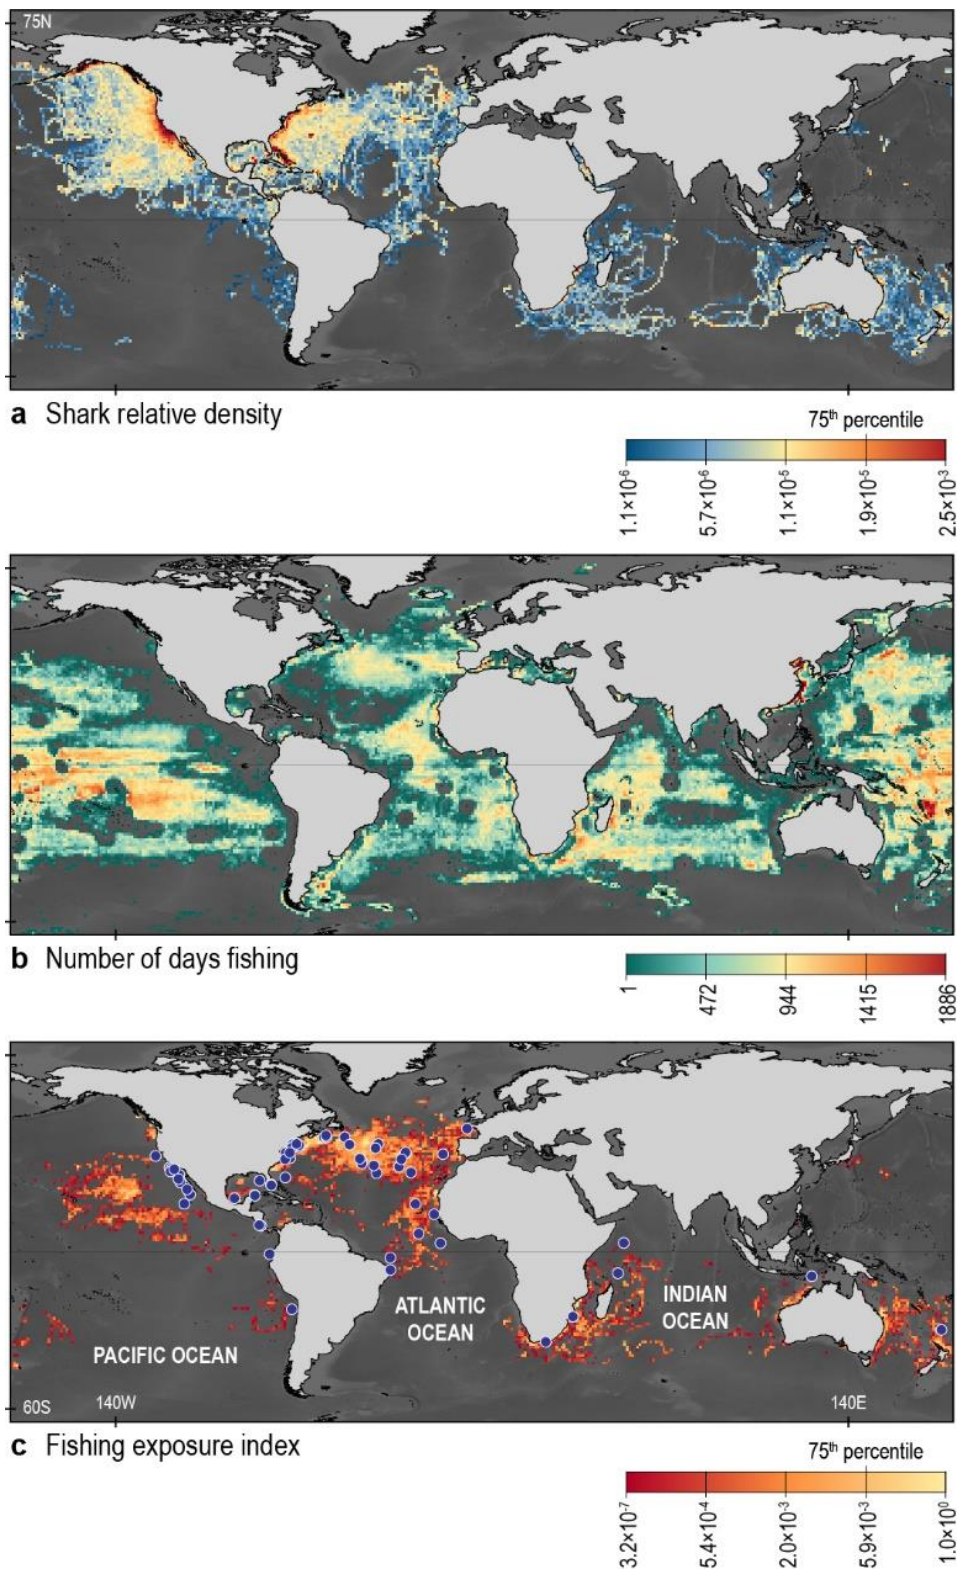 75N
a Shark relative density
75th percentile
1.1×10-6
5.7×10-6
1.1×10-5
1.9×10-5
2.5×10-3
b Number of days fishing
1
472
944
1415
1886
ATLANTIC
OCEAN
INDIAN
OCEAN
PACIFIC OCEAN
60S
140W
140E
c Fishing exposure index
75th percentile
3.2×10-7
5.4×10-4
2.0×10-3
5.9×10-3
1.0×100